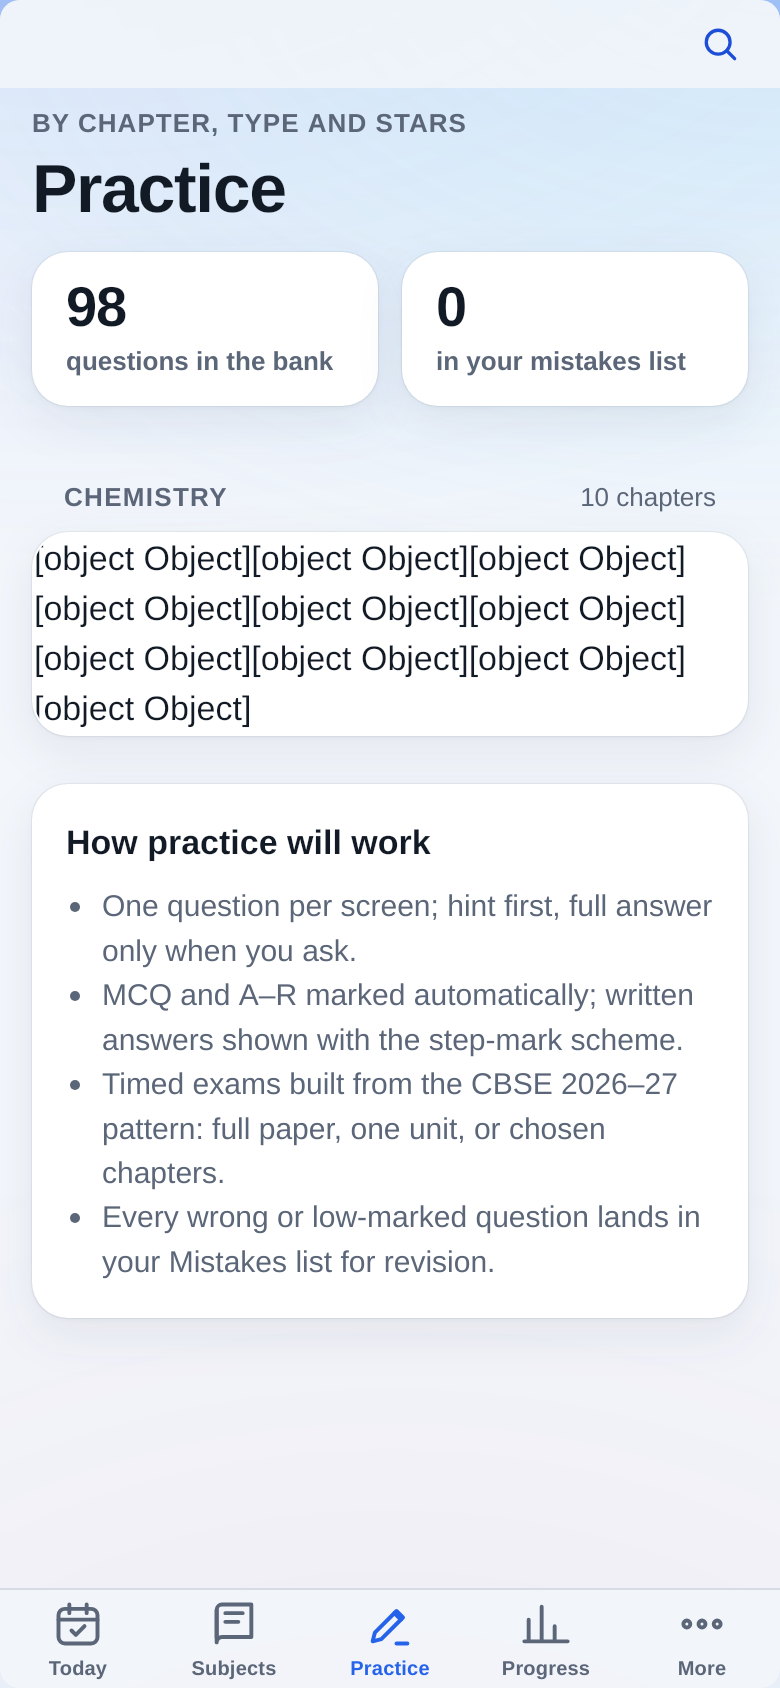 BY CHAPTER, TYPE AND STARS
Practice
98
questions in the bank
0
in your mistakes list
CHEMISTRY
10 chapters
[object Object][object Object][object Object]
[object Object][object Object][object Object]
[object Object][object Object][object Object]
[object Object]
How practice will work
• One question per screen; hint first, full answer
only when you ask.
• MCQ and A–R marked automatically; written
answers shown with the step-mark scheme.
• Timed exams built from the CBSE 2026–27
pattern: full paper, one unit, or chosen
chapters.
• Every wrong or low-marked question lands in
your Mistakes list for revision.
Today
Subjects
Practice
Progress
More